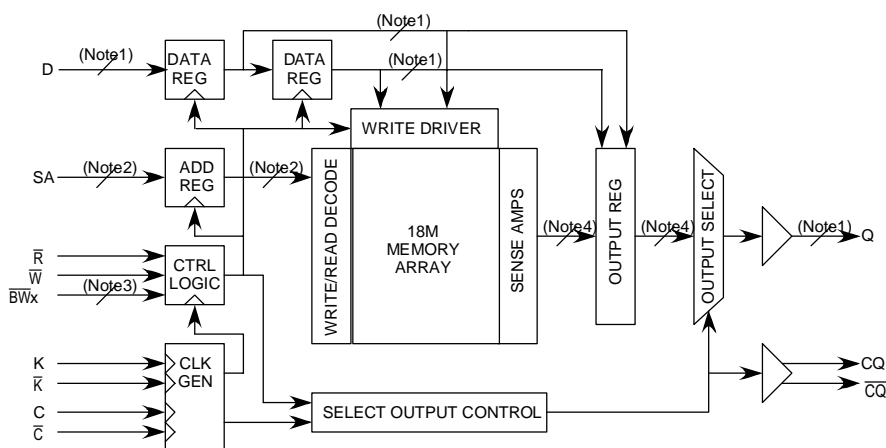 (Note1)
D
(Note1)
DATA
REG
DATA
REG
(Note1)
WRITE DRIVER
SA
(Note2)
ADD
REG
(Note2)
WRITE/READ DECODE
18M
MEMORY
ARRAY
SENSE AMPS
(Note4)
OUTPUT REG
(Note4)
OUTPUT SELECT
(Note1)
Q
R̅
W̅
B̅W̅x
(Note3)
CTRL
LOGIC
K
K̅
C
C̅
CLK
GEN
SELECT OUTPUT CONTROL
CQ
C̅Q̅